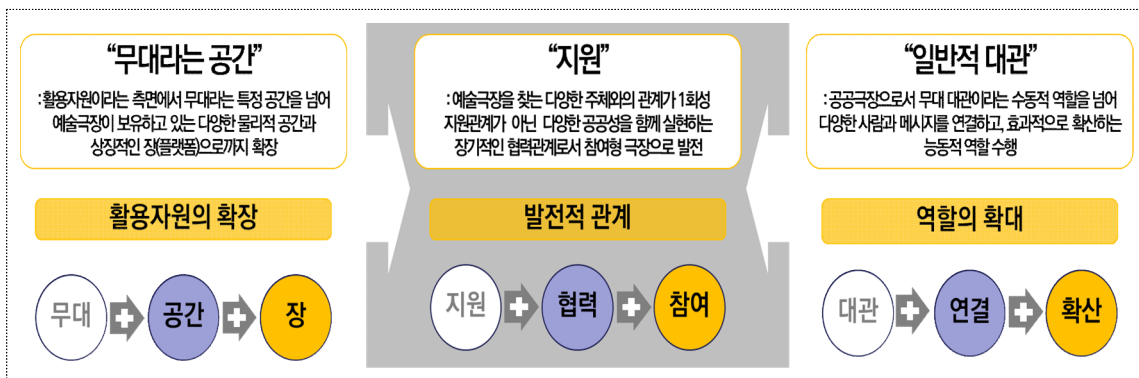 “무대라는 공간”
: 활용자원이라는 측면에서 무대라는 특정 공간을 넘어
예술극장이 보유하고 있는 다양한 물리적 공간과
상징적인 장(플랫폼)으로까지 확장
활용자원의 확장
무대
공간
장
“지원”
: 예술극장을 찾는 다양한 주체와의 관계가 1회성
지원관계가 아닌 다양한 공공성을 함께 실현하는
장기적인 협력관계로서 참여형 극장으로 발전
발전적 관계
지원
협력
참여
“일반적 대관”
: 공공극장으로서 무대 대관이라는 수동적 역할을 넘어
다양한 사람과 메시지를 연결하고, 효과적으로 확산하는
능동적 역할 수행
역할의 확대
대관
연결
확산